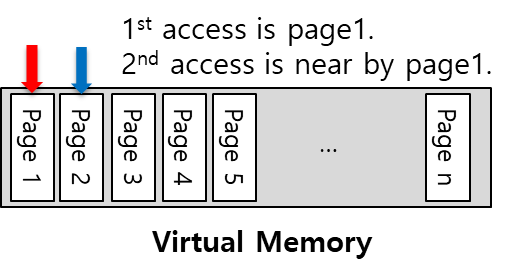 1st access is page1.
2nd access is near by page1.
Page 1
Page 2
Page 3
Page 4
Page 5
...
Page n
Virtual Memory